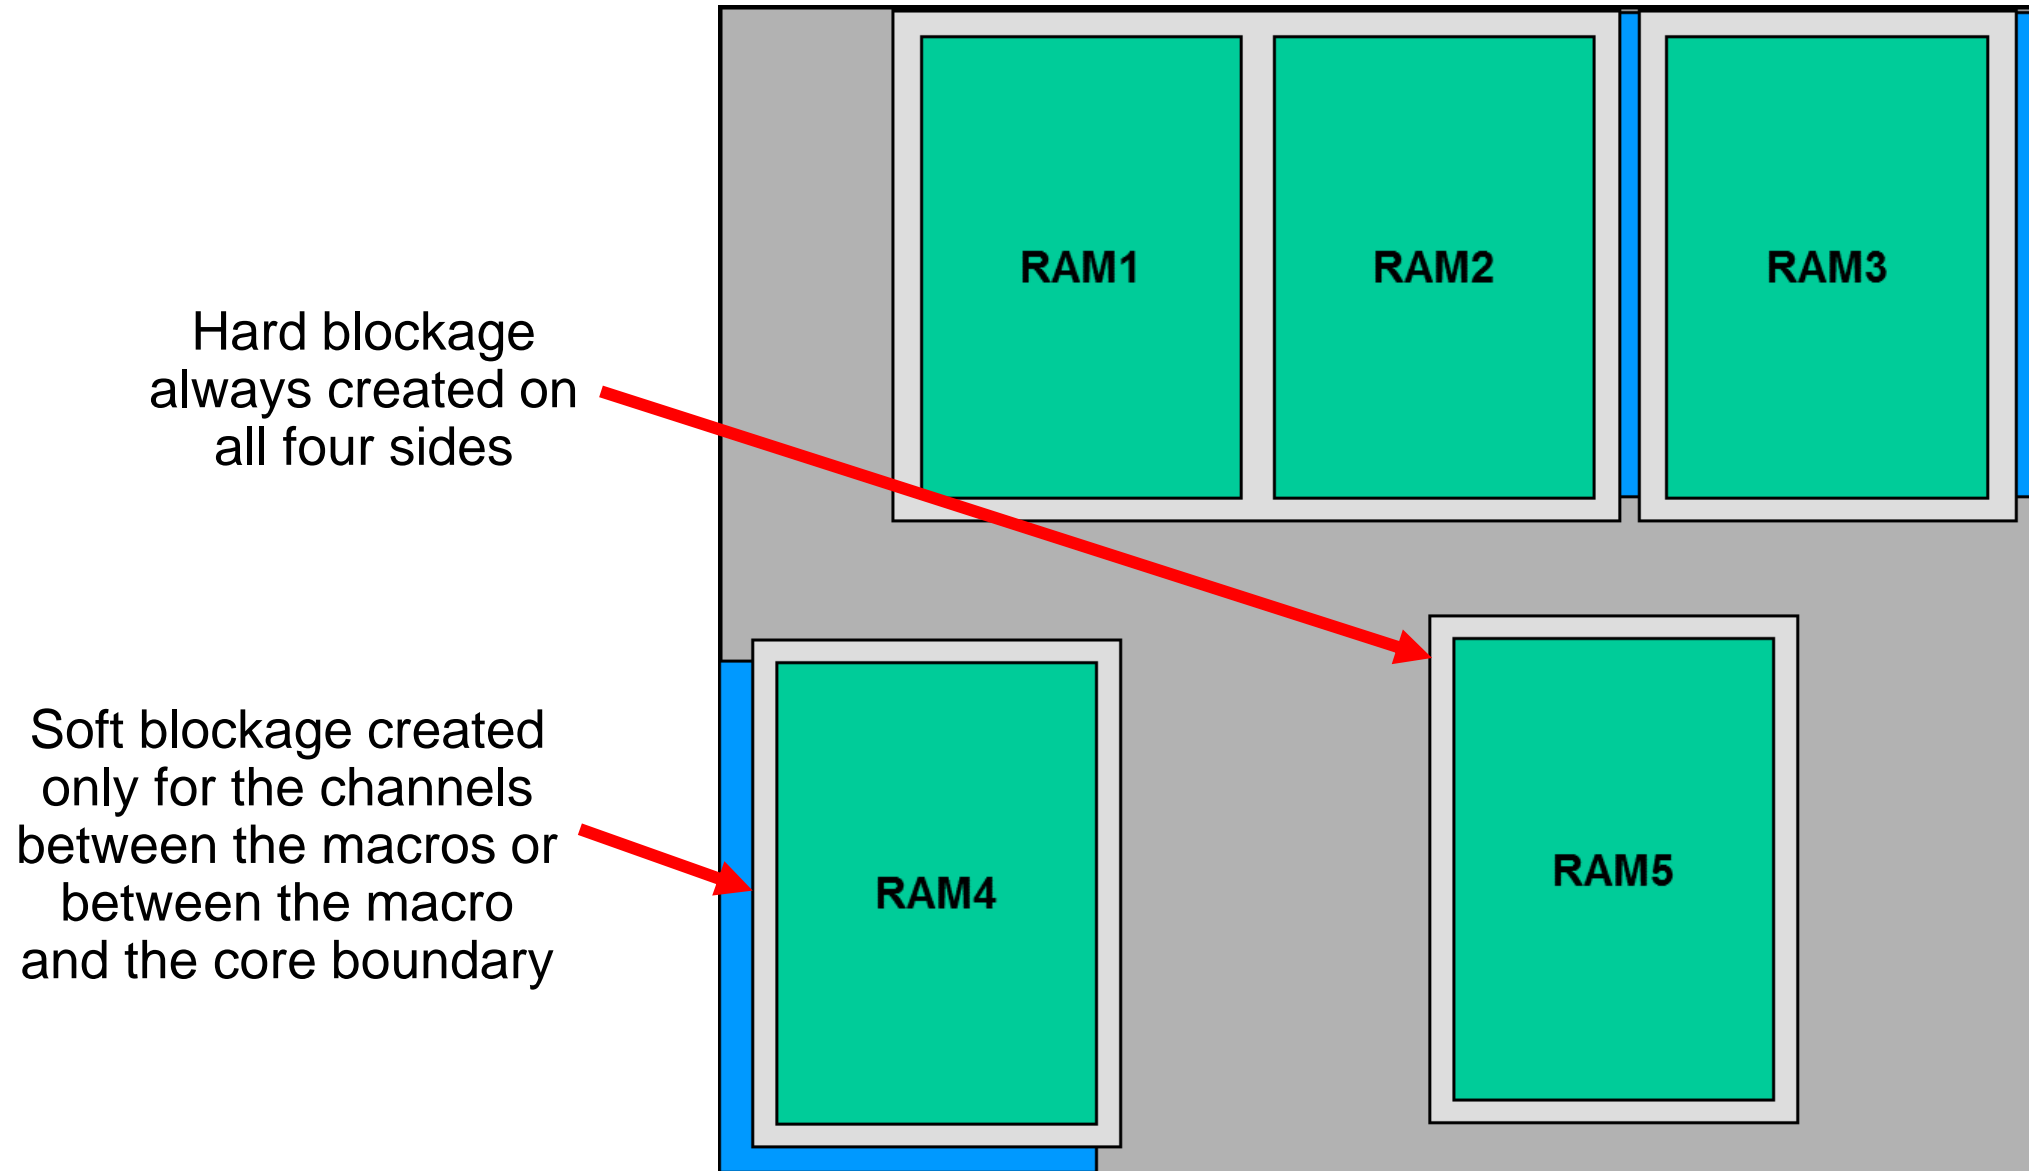 RAM1
RAM2
RAM3
Hard blockage
always created on
all four sides
Soft blockage created
only for the channels
between the macros or
between the macro
and the core boundary
RAM4
RAM5